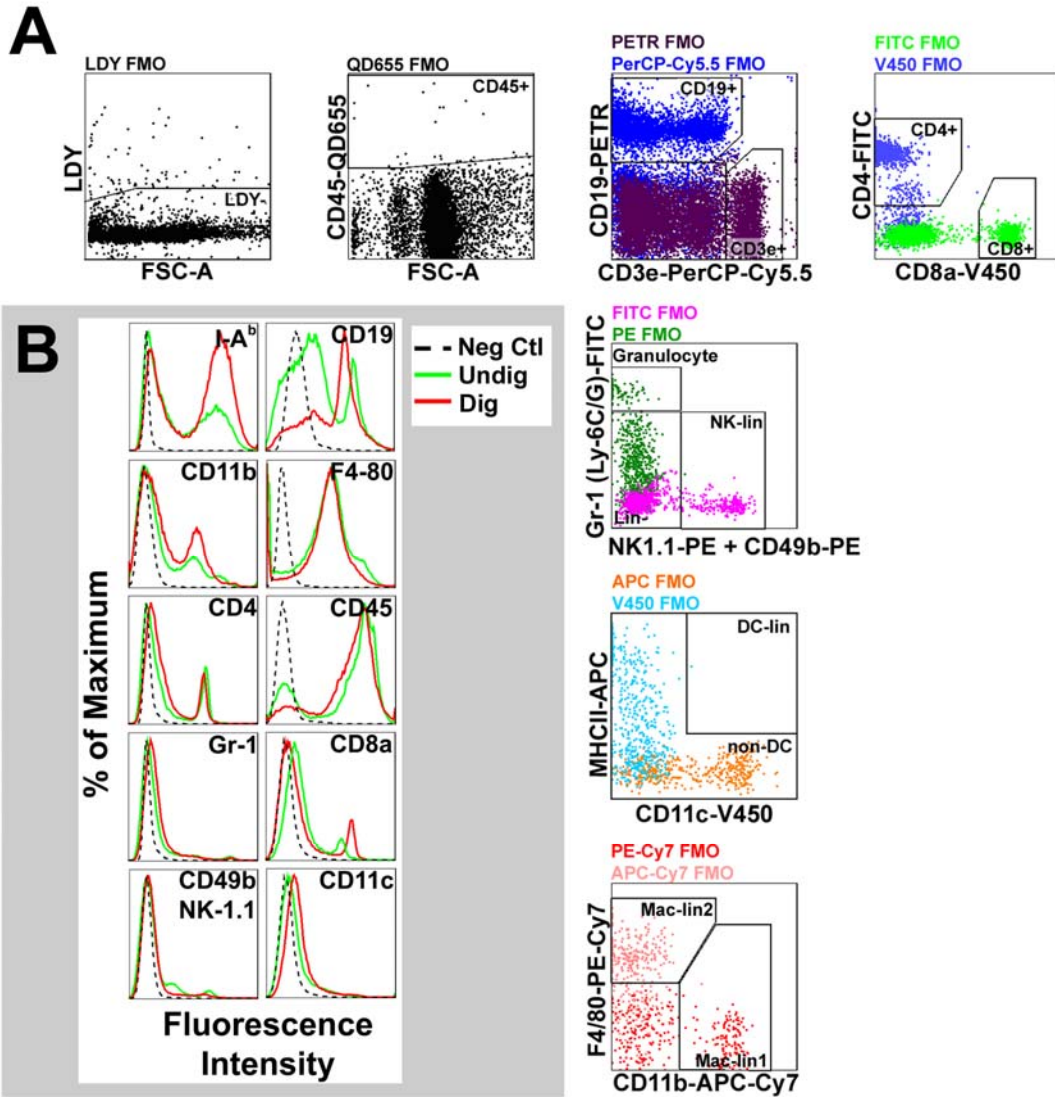 A
LDY FMO
LDY
LDY-
FSC-A
QD655 FMO
CD45-QD655
CD45+
FSC-A
PETR FMO
PerCP-Cy5.5 FMO
CD19-PETR
CD19+
CD3e+
CD3e-PerCP-Cy5.5
FITC FMO
V450 FMO
CD4-FITC
CD4+
CD8+
CD8a-V450
B
% of Maximum
I-Ab
CD19
CD11b
F4-80
CD4
CD45
Gr-1
CD8a
CD49b
NK-1.1
CD11c
Fluorescence
Intensity
Neg Ctl
Undig
Dig
FITC FMO
PE FMO
Gr-1 (Ly-6C/G)-FITC
Granulocyte
NK-lin
Lin-
NK1.1-PE + CD49b-PE
APC FMO
V450 FMO
MHCII-APC
DC-lin
non-DC
CD11c-V450
PE-Cy7 FMO
APC-Cy7 FMO
F4/80-PE-Cy7
Mac-lin2
Mac-lin1
CD11b-APC-Cy7